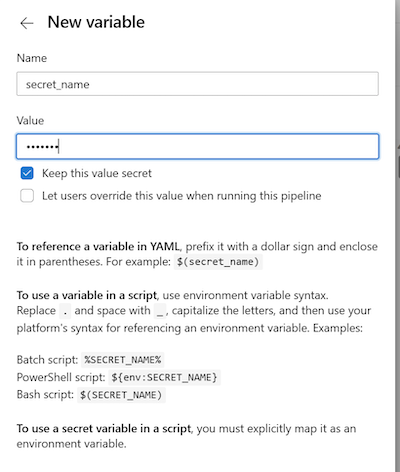 ← New variable
Name
secret_name
Value
•••••••
Keep this value secret
Let users override this value when running this pipeline
To reference a variable in YAML, prefix it with a dollar sign and enclose
it in parentheses. For example: $(secret_name)
To use a variable in a script, use environment variable syntax.
Replace . and space with _, capitalize the letters, and then use your
platform's syntax for referencing an environment variable. Examples:
Batch script: %SECRET_NAME%
PowerShell script: ${env:SECRET_NAME}
Bash script: $(SECRET_NAME)
To use a secret variable in a script, you must explicitly map it as an
environment variable.